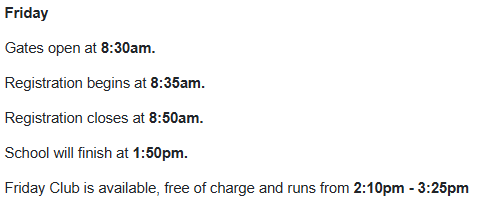 Friday
Gates open at 8:30am.
Registration begins at 8:35am.
Registration closes at 8:50am.
School will finish at 1:50pm.
Friday Club is available, free of charge and runs from 2:10pm - 3:25pm